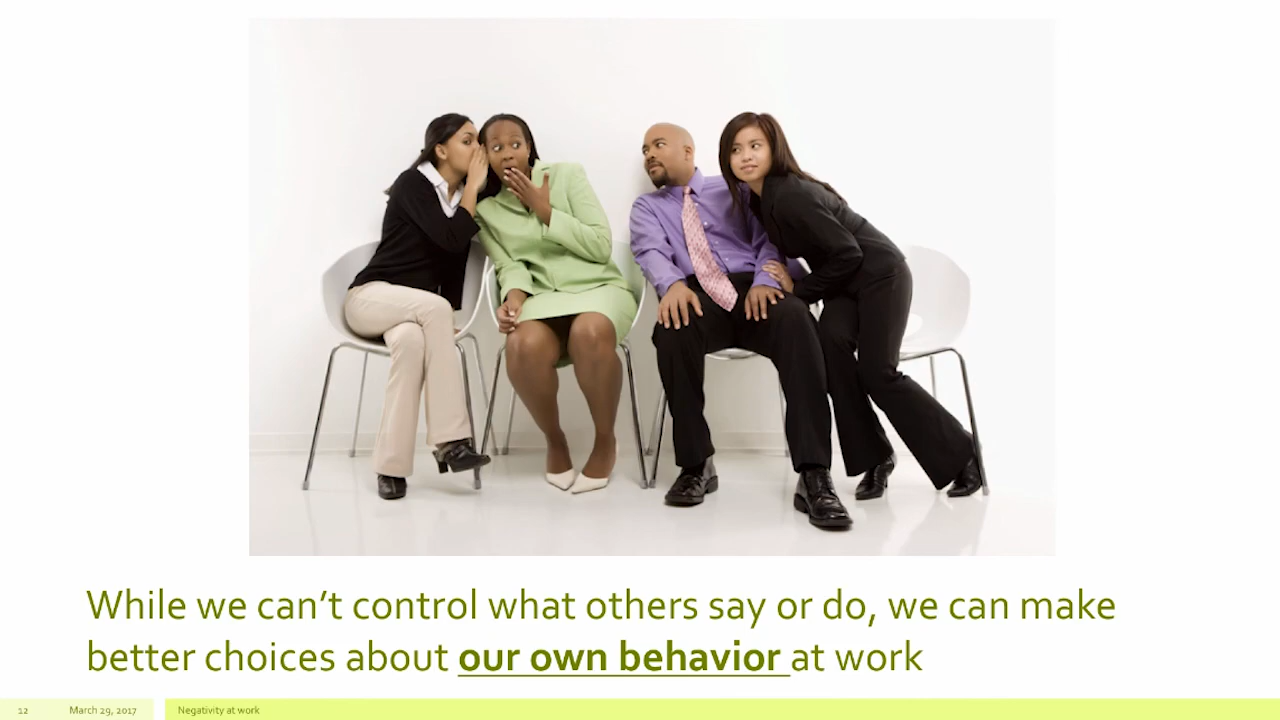 While we can’t control what others say or do, we can make
better choices about our own behavior at work
12 March 29, 2017 Negativity at work